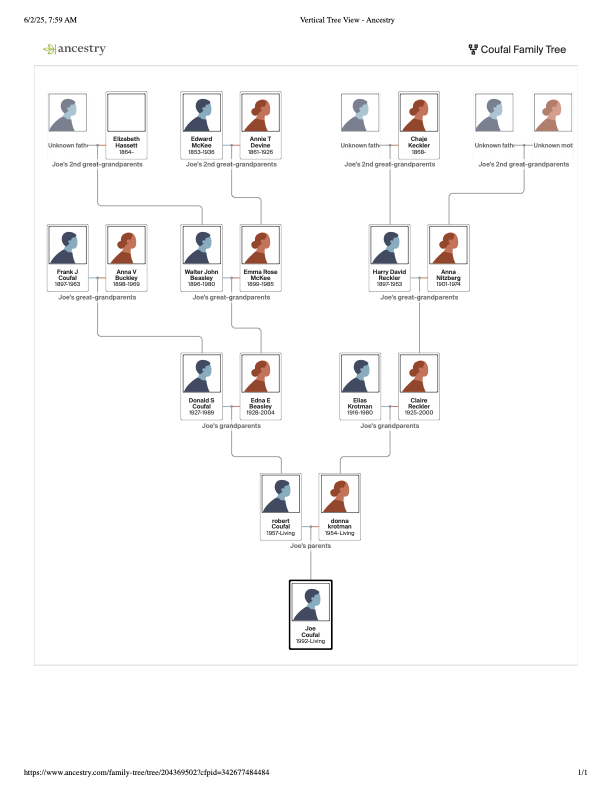 6/2/25, 7:59 AM
Vertical Tree View - Ancestry
ancestry
Coufal Family Tree
Unknown fath
Elizabeth
Hassett
1864-
Edward
McKee
1853-1936
Annie T
Devine
1861-1926
Unknown fath
Chaje
Keckler
1868-
Unknown fath
Unknown mot
Joe's 2nd great-grandparents
Joe's 2nd great-grandparents
Joe's 2nd great-grandparents
Joe's 2nd great-grandparents
Frank J
Coufal
1897-1963
Anna V
Buckley
1898-1969
Walter John
Beasley
1896-1980
Emma Rose
McKee
1899-1985
Harry David
Reckler
1897-1953
Anna
Nitzberg
1901-1974
Joe's great-grandparents
Joe's great-grandparents
Joe's great-grandparents
Donald S
Coufal
1927-1989
Edna E
Beasley
1928-2004
Elias
Krotman
1916-1980
Claire
Reckler
1925-2000
Joe's grandparents
Joe's grandparents
robert
Coufal
1957-Living
donna
krotman
1954-Living
Joe's parents
Joe
Coufal
1992-Living
https://www.ancestry.com/family-tree/tree/204369502?cfpid=342677484484
1/1